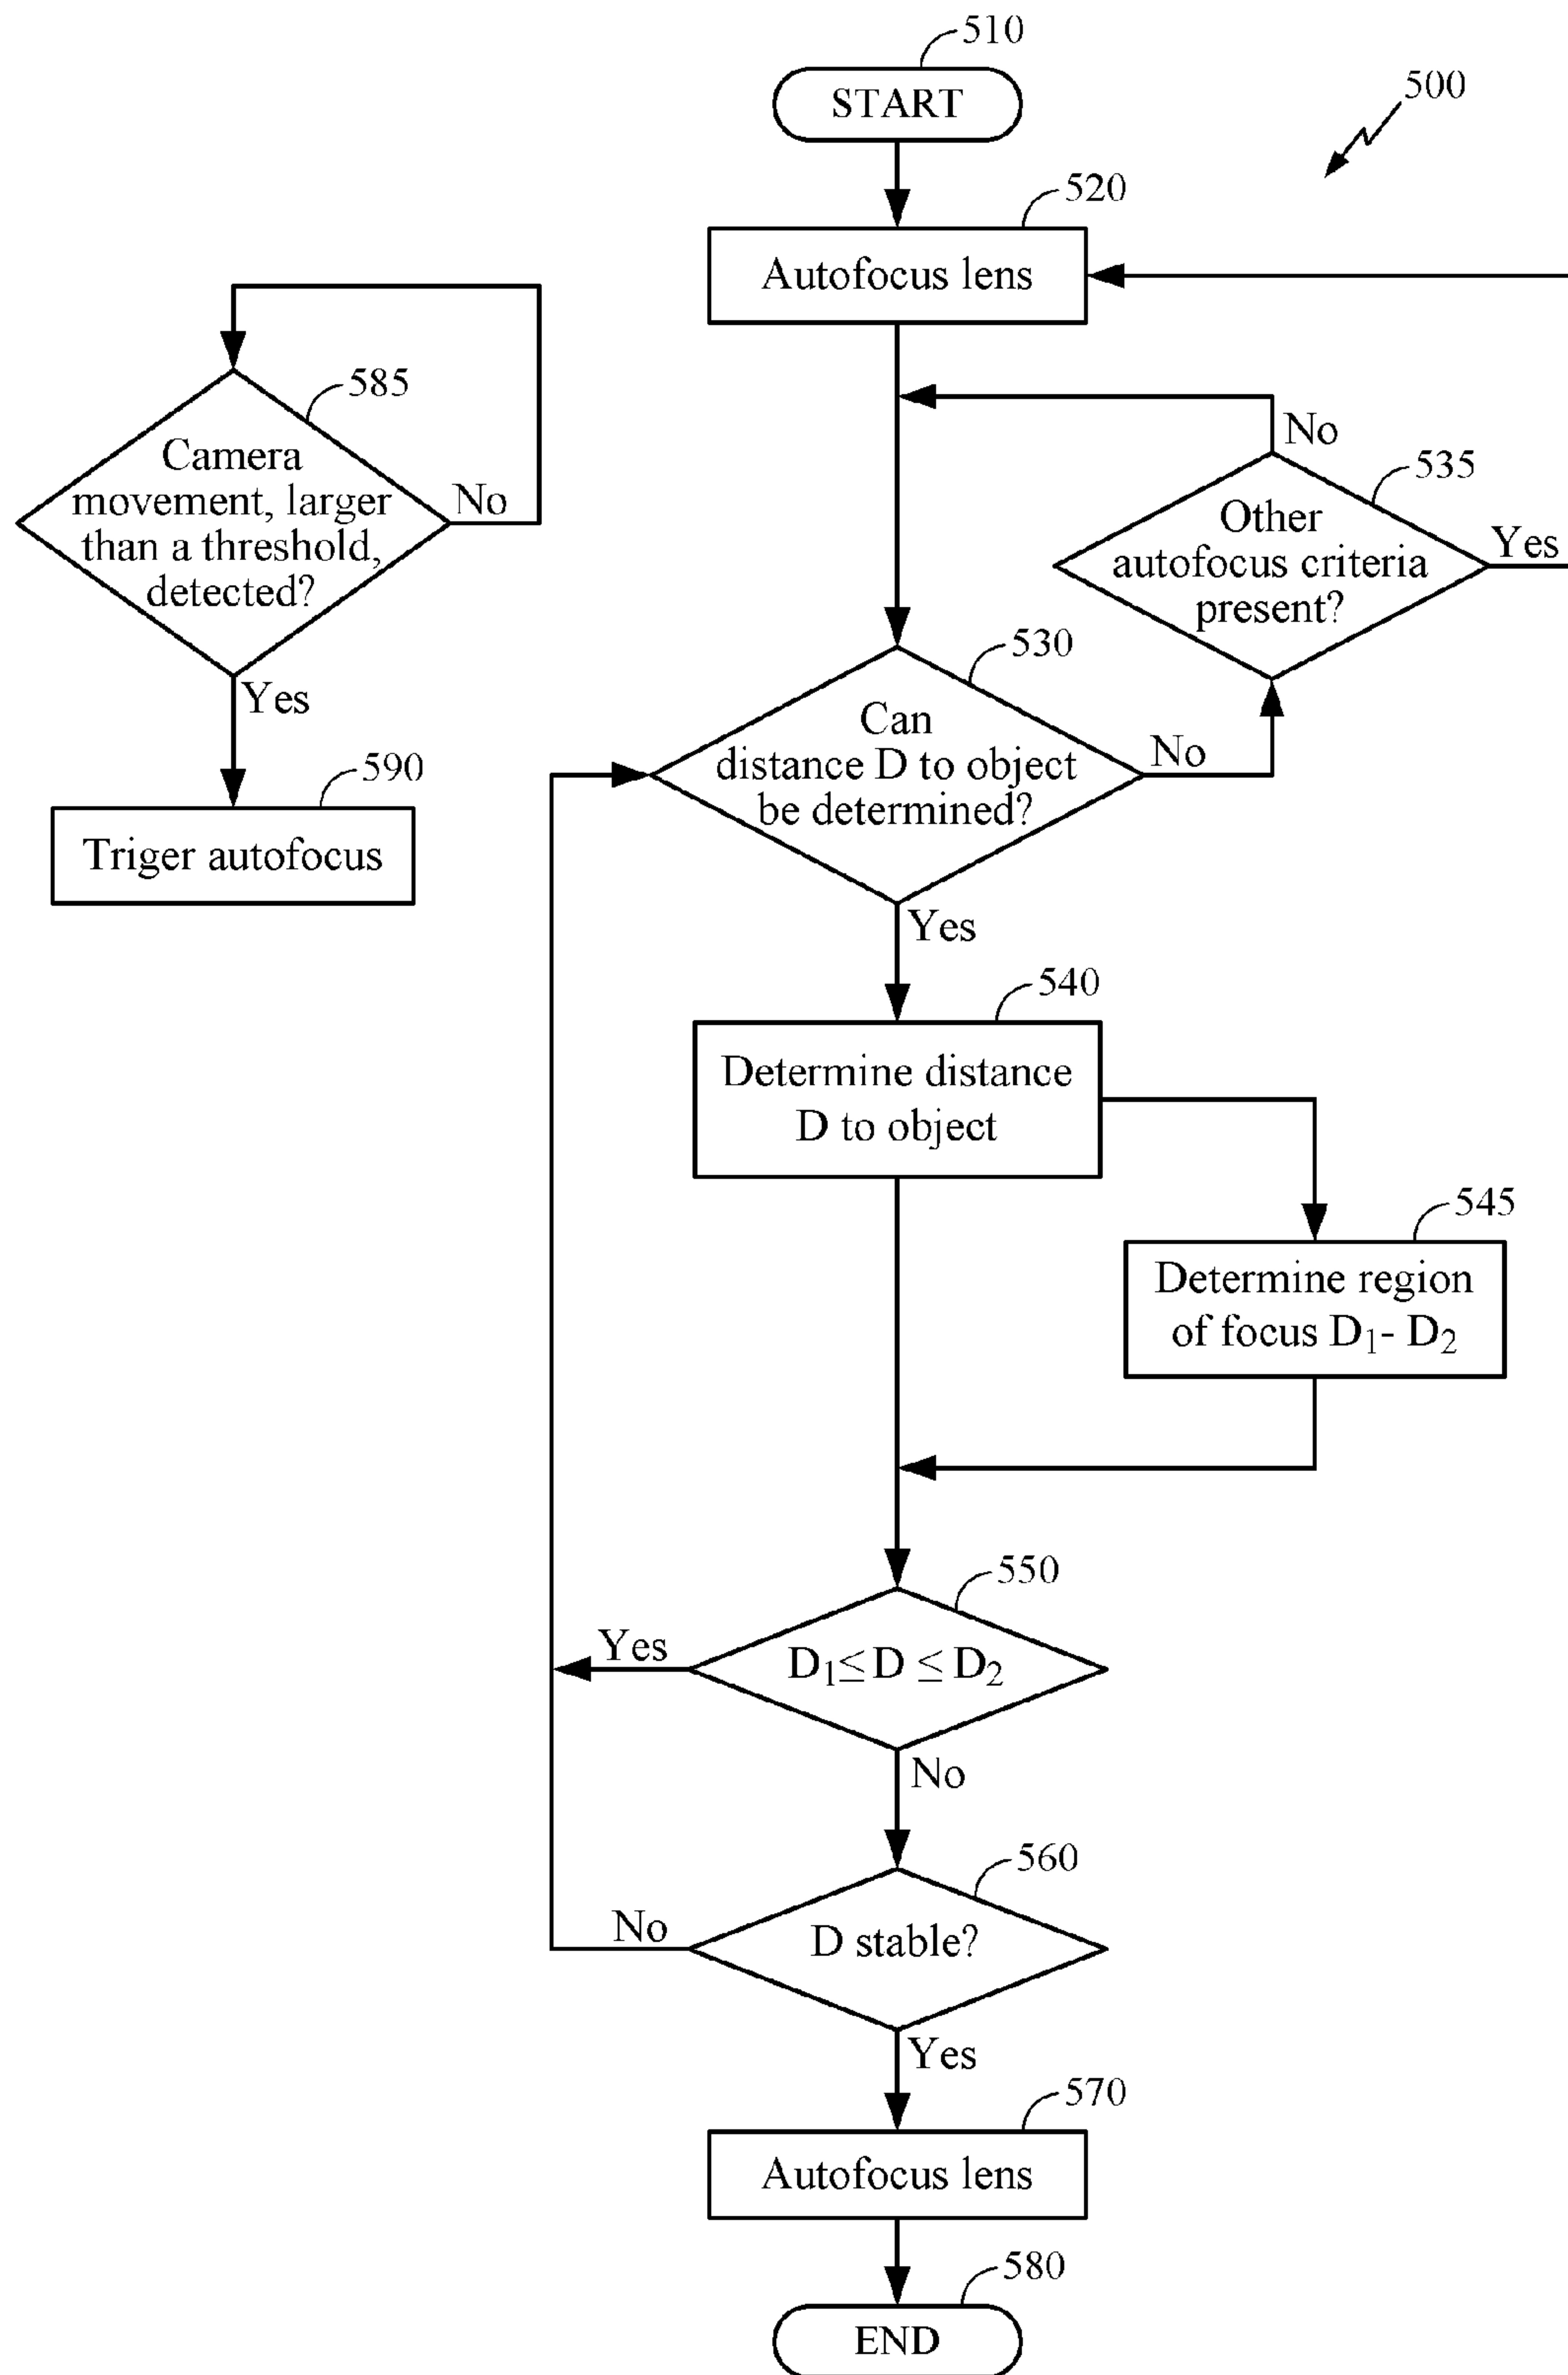 510
START
500
520
Autofocus lens
585
Camera
movement, larger
than a threshold,
detected?
No
Yes
590
Triger autofocus
No
535
Other
autofocus criteria
present?
Yes
530
Can
distance D to object
be determined?
No
Yes
540
Determine distance
D to object
545
Determine region
of focus D₁- D₂
550
D₁≤D ≤ D₂
Yes
No
560
D stable?
No
Yes
570
Autofocus lens
580
END